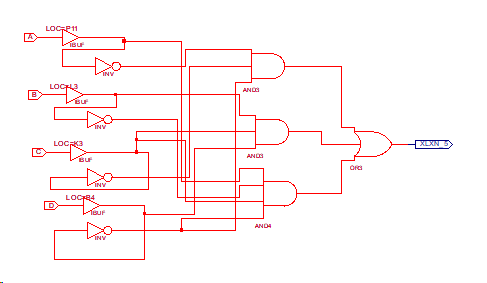 LOC=P11
A
IBUF
INV
AND3
LOC=L3
B
IBUF
INV
LOC=K3
C
IBUF
AND3
XLXN_5
OR3
INV
LOC=B4
D
IBUF
AND4
INV